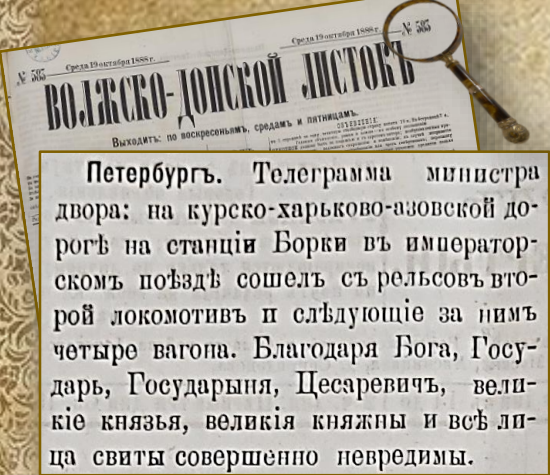 № 585
Среда 19 октября 1888 г.
Среда 19 октября 1888 г.
№ 585
ВОЛЖСКО-ДОНСКОЙ ЛИСТОКЪ
Выходитъ: по воскресеньямъ, средамъ и пятницамъ.
Петербургъ. Телеграмма министра
двора: на курско-харьково-азовской до-
рогѣ на станціи Борки въ император-
скомъ поѣздѣ сошелъ съ рельсовъ вто-
рой локомотивъ и слѣдующіе за нимъ
четыре вагона. Благодаря Бога, Госу-
дарь, Государыня, Цесаревичъ, вели-
кіе князья, великія княжны и всѣ ли-
ца свиты совершенно невредимы.